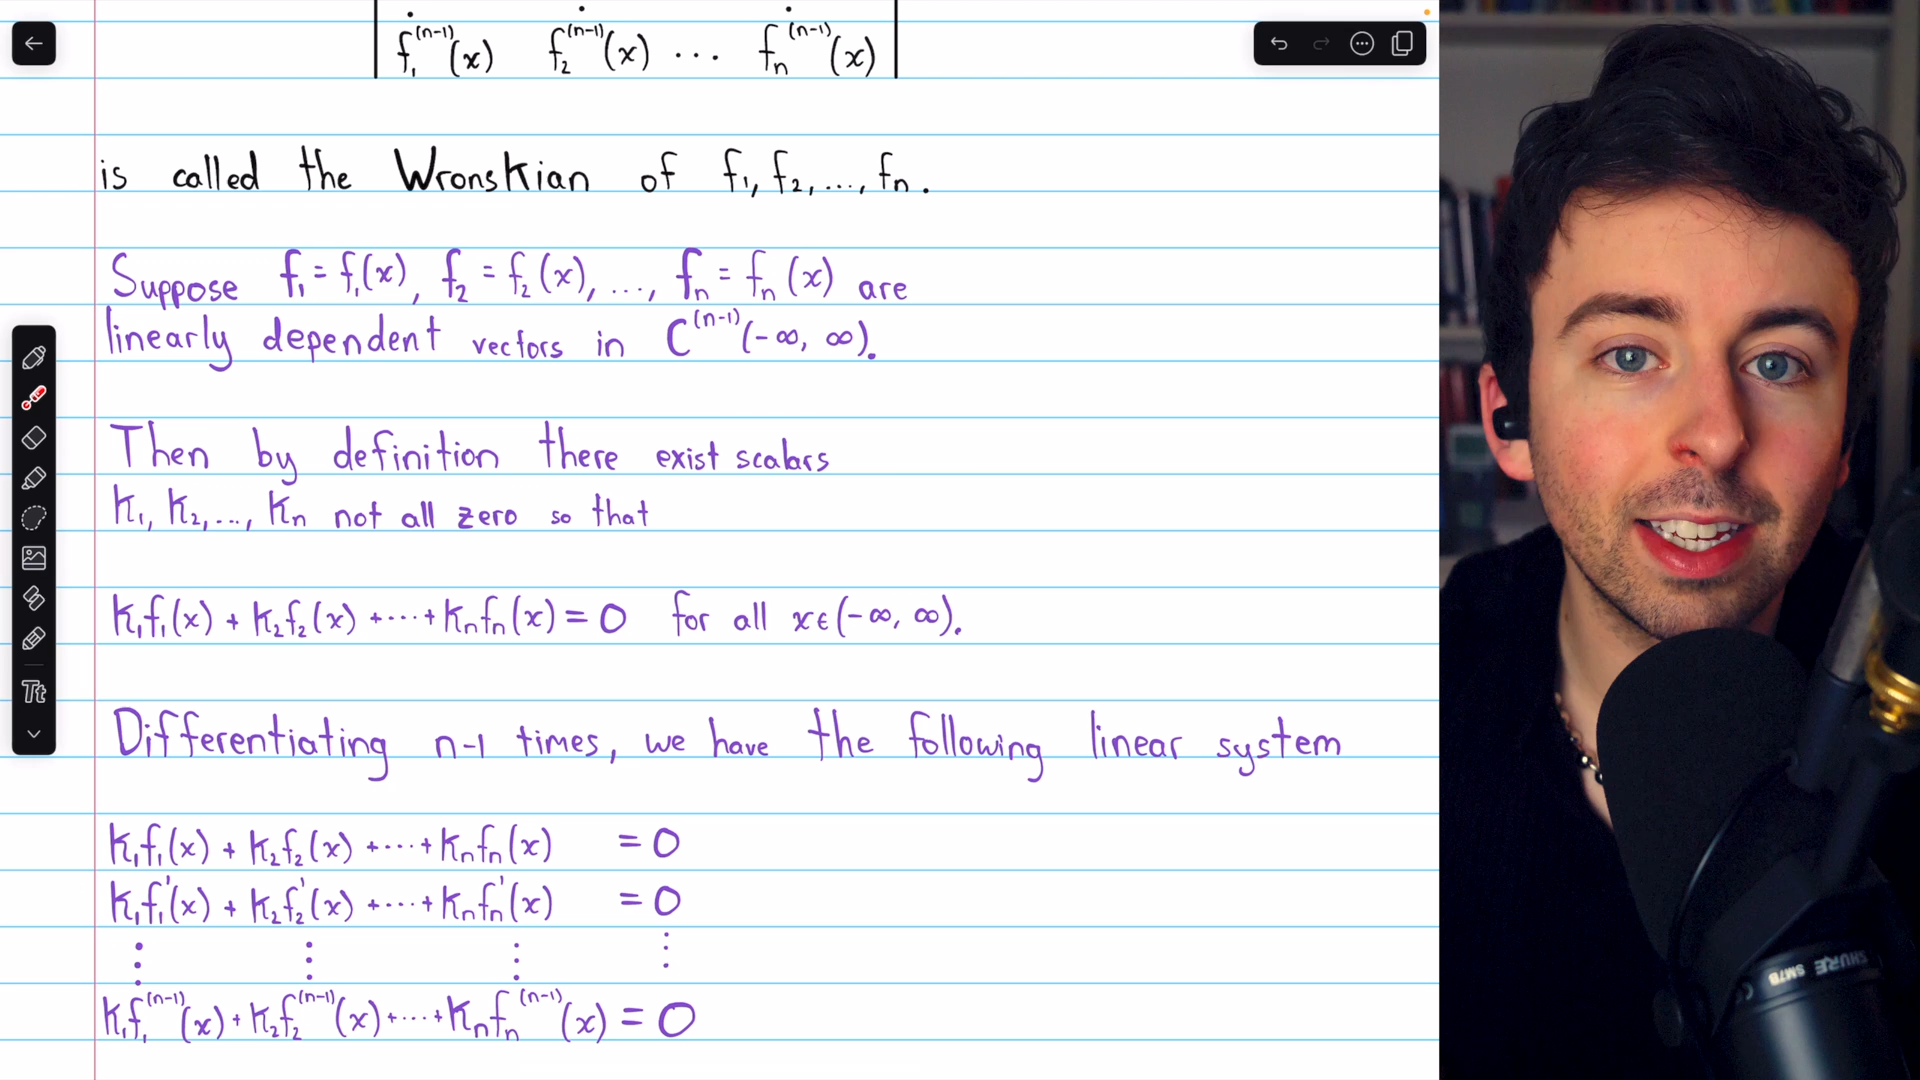 f₁⁽ⁿ⁻¹⁾(x) f₂⁽ⁿ⁻¹⁾(x) ... fₙ⁽ⁿ⁻¹⁾(x)
is called the Wronskian of f₁, f₂, ..., fₙ.
Suppose f₁ = f₁(x), f₂ = f₂(x), ..., fₙ = fₙ(x) are
linearly dependent vectors in C⁽ⁿ⁻¹⁾(-∞, ∞).
Then by definition there exist scalars
k₁, k₂, ..., kₙ not all zero so that
k₁f₁(x) + k₂f₂(x) + ... + kₙfₙ(x) = 0 for all x∈(-∞, ∞).
Differentiating n-1 times, we have the following linear system
k₁f₁(x) + k₂f₂(x) + ... + kₙfₙ(x) = 0
k₁f₁'(x) + k₂f₂'(x) + ... + kₙfₙ'(x) = 0
⋮ ⋮ ⋮ ⋮
k₁f₁⁽ⁿ⁻¹⁾(x) + k₂f₂⁽ⁿ⁻¹⁾(x) + ... + kₙfₙ⁽ⁿ⁻¹⁾(x) = 0
Tt
SHURE SM7B